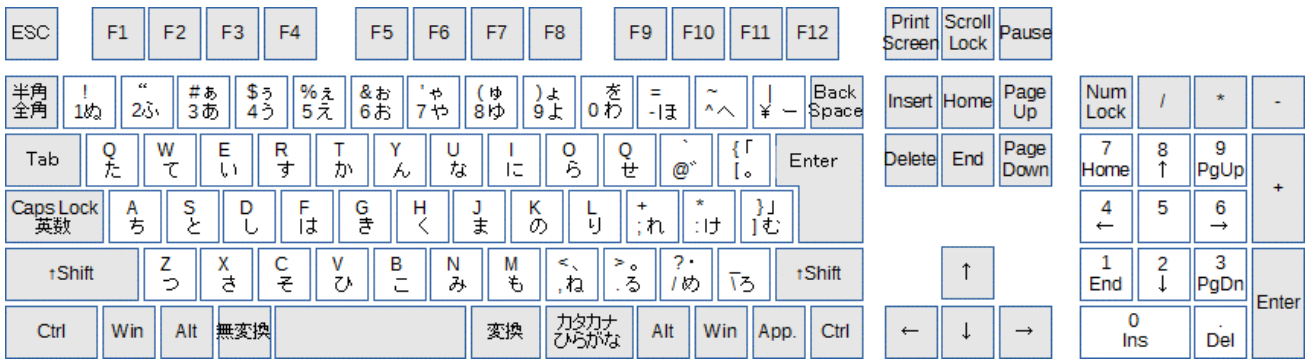 ESC F1 F2 F3 F4 F5 F6 F7 F8 F9 F10 F11 F12 Print Screen Scroll Lock Pause
半角 全角 ! 1ぬ “ 2ふ #ぁ 3あ $ぅ 4う %ぇ 5え &ぉ 6お 'ゃ 7や (ゅ 8ゆ )ょ 9よ を 0わ = -ほ ~ ^へ | ¥ー Back Space Insert Home Page Up Num Lock / * -
Tab Q た W て E い R す T か Y ん U な I に O ら Q せ ` @゛ {「 [。 Enter Delete End Page Down 7 Home 8 ↑ 9 PgUp +
Caps Lock 英数 A ち S と D し F は G き H く J ま K の L り + ;れ * :け }」 ]む 4 ← 5 6 →
↑Shift Z つ X さ C そ V ひ B こ N み M も <、 ,ね >。 .る ?・ /め _ \ろ ↑Shift ↑ 1 End 2 ↓ 3 PgDn Enter
Ctrl Win Alt 無変換 変換 カタカナ ひらがな Alt Win App. Ctrl ← ↓ → 0 Ins . Del